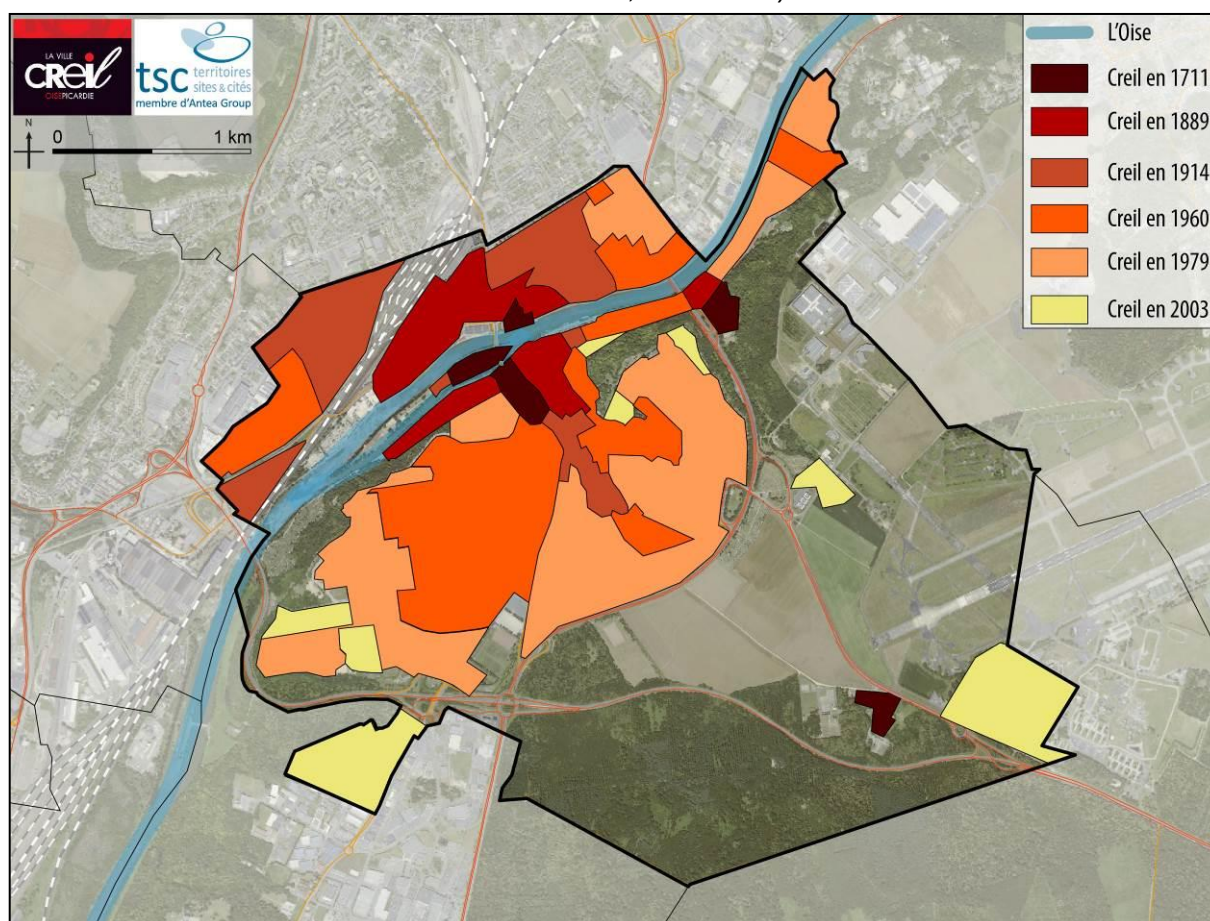 LA VILLE
CREIL
OISEPICARDIE
tsc territoires
sites & cités
membre d'Antea Group
N
0 1 km
L'Oise
Creil en 1711
Creil en 1889
Creil en 1914
Creil en 1960
Creil en 1979
Creil en 2003